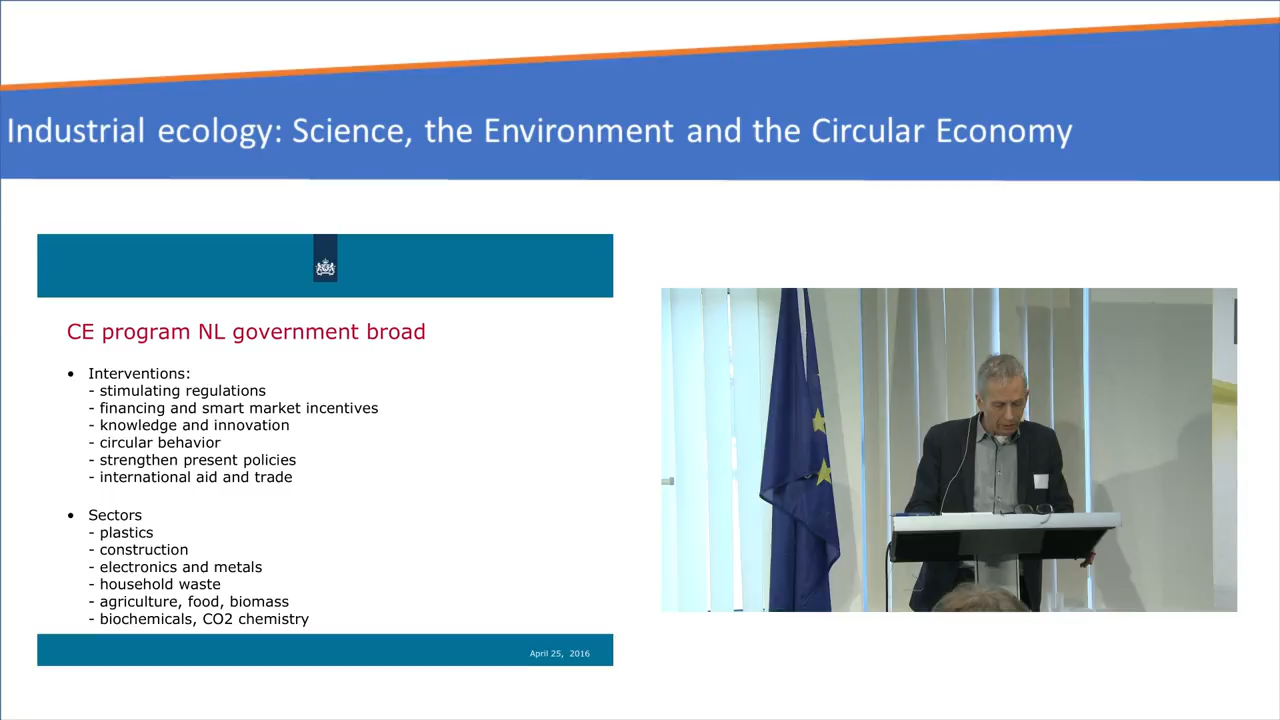 Industrial ecology: Science, the Environment and the Circular Economy
CE program NL government broad
• Interventions:
- stimulating regulations
- financing and smart market incentives
- knowledge and innovation
- circular behavior
- strengthen present policies
- international aid and trade
• Sectors
- plastics
- construction
- electronics and metals
- household waste
- agriculture, food, biomass
- biochemicals, CO2 chemistry
April 25, 2016